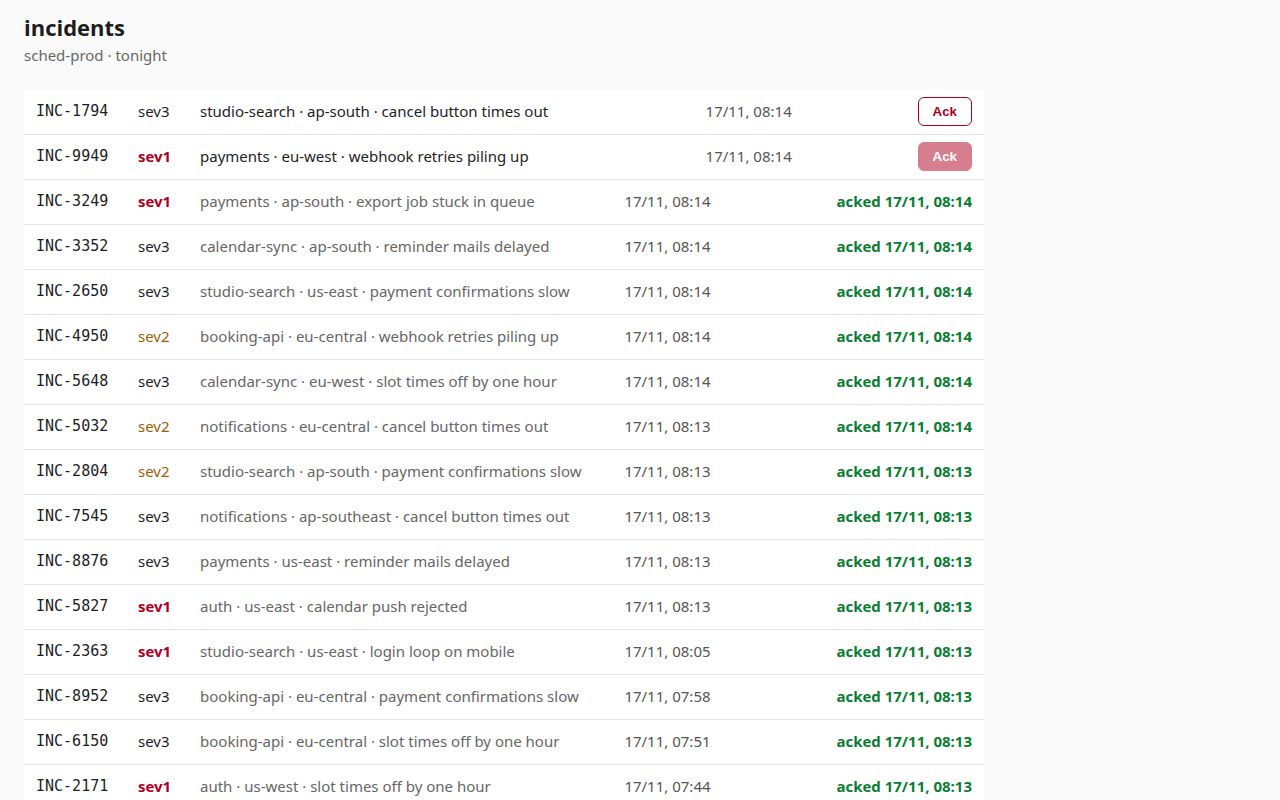 incidents
sched-prod · tonight
INC-1794 sev3 studio-search · ap-south · cancel button times out 17/11, 08:14 Ack
INC-9949 sev1 payments · eu-west · webhook retries piling up 17/11, 08:14 Ack
INC-3249 sev1 payments · ap-south · export job stuck in queue 17/11, 08:14 acked 17/11, 08:14
INC-3352 sev3 calendar-sync · ap-south · reminder mails delayed 17/11, 08:14 acked 17/11, 08:14
INC-2650 sev3 studio-search · us-east · payment confirmations slow 17/11, 08:14 acked 17/11, 08:14
INC-4950 sev2 booking-api · eu-central · webhook retries piling up 17/11, 08:14 acked 17/11, 08:14
INC-5648 sev3 calendar-sync · eu-west · slot times off by one hour 17/11, 08:14 acked 17/11, 08:14
INC-5032 sev2 notifications · eu-central · cancel button times out 17/11, 08:13 acked 17/11, 08:14
INC-2804 sev2 studio-search · ap-south · payment confirmations slow 17/11, 08:13 acked 17/11, 08:13
INC-7545 sev3 notifications · ap-southeast · cancel button times out 17/11, 08:13 acked 17/11, 08:13
INC-8876 sev3 payments · us-east · reminder mails delayed 17/11, 08:13 acked 17/11, 08:13
INC-5827 sev1 auth · us-east · calendar push rejected 17/11, 08:13 acked 17/11, 08:13
INC-2363 sev1 studio-search · us-east · login loop on mobile 17/11, 08:05 acked 17/11, 08:13
INC-8952 sev3 booking-api · eu-central · payment confirmations slow 17/11, 07:58 acked 17/11, 08:13
INC-6150 sev3 booking-api · eu-central · slot times off by one hour 17/11, 07:51 acked 17/11, 08:13
INC-2171 sev1 auth · us-west · slot times off by one hour 17/11, 07:44 acked 17/11, 08:13